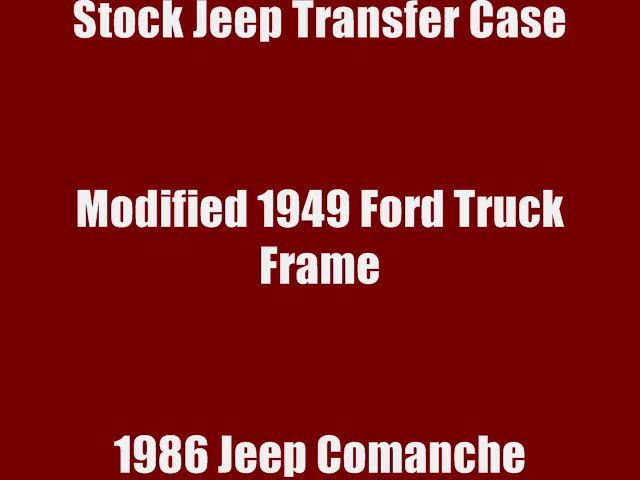 Stock Jeep Transfer Case
Modified 1949 Ford Truck
Frame
1986 Jeep Comanche